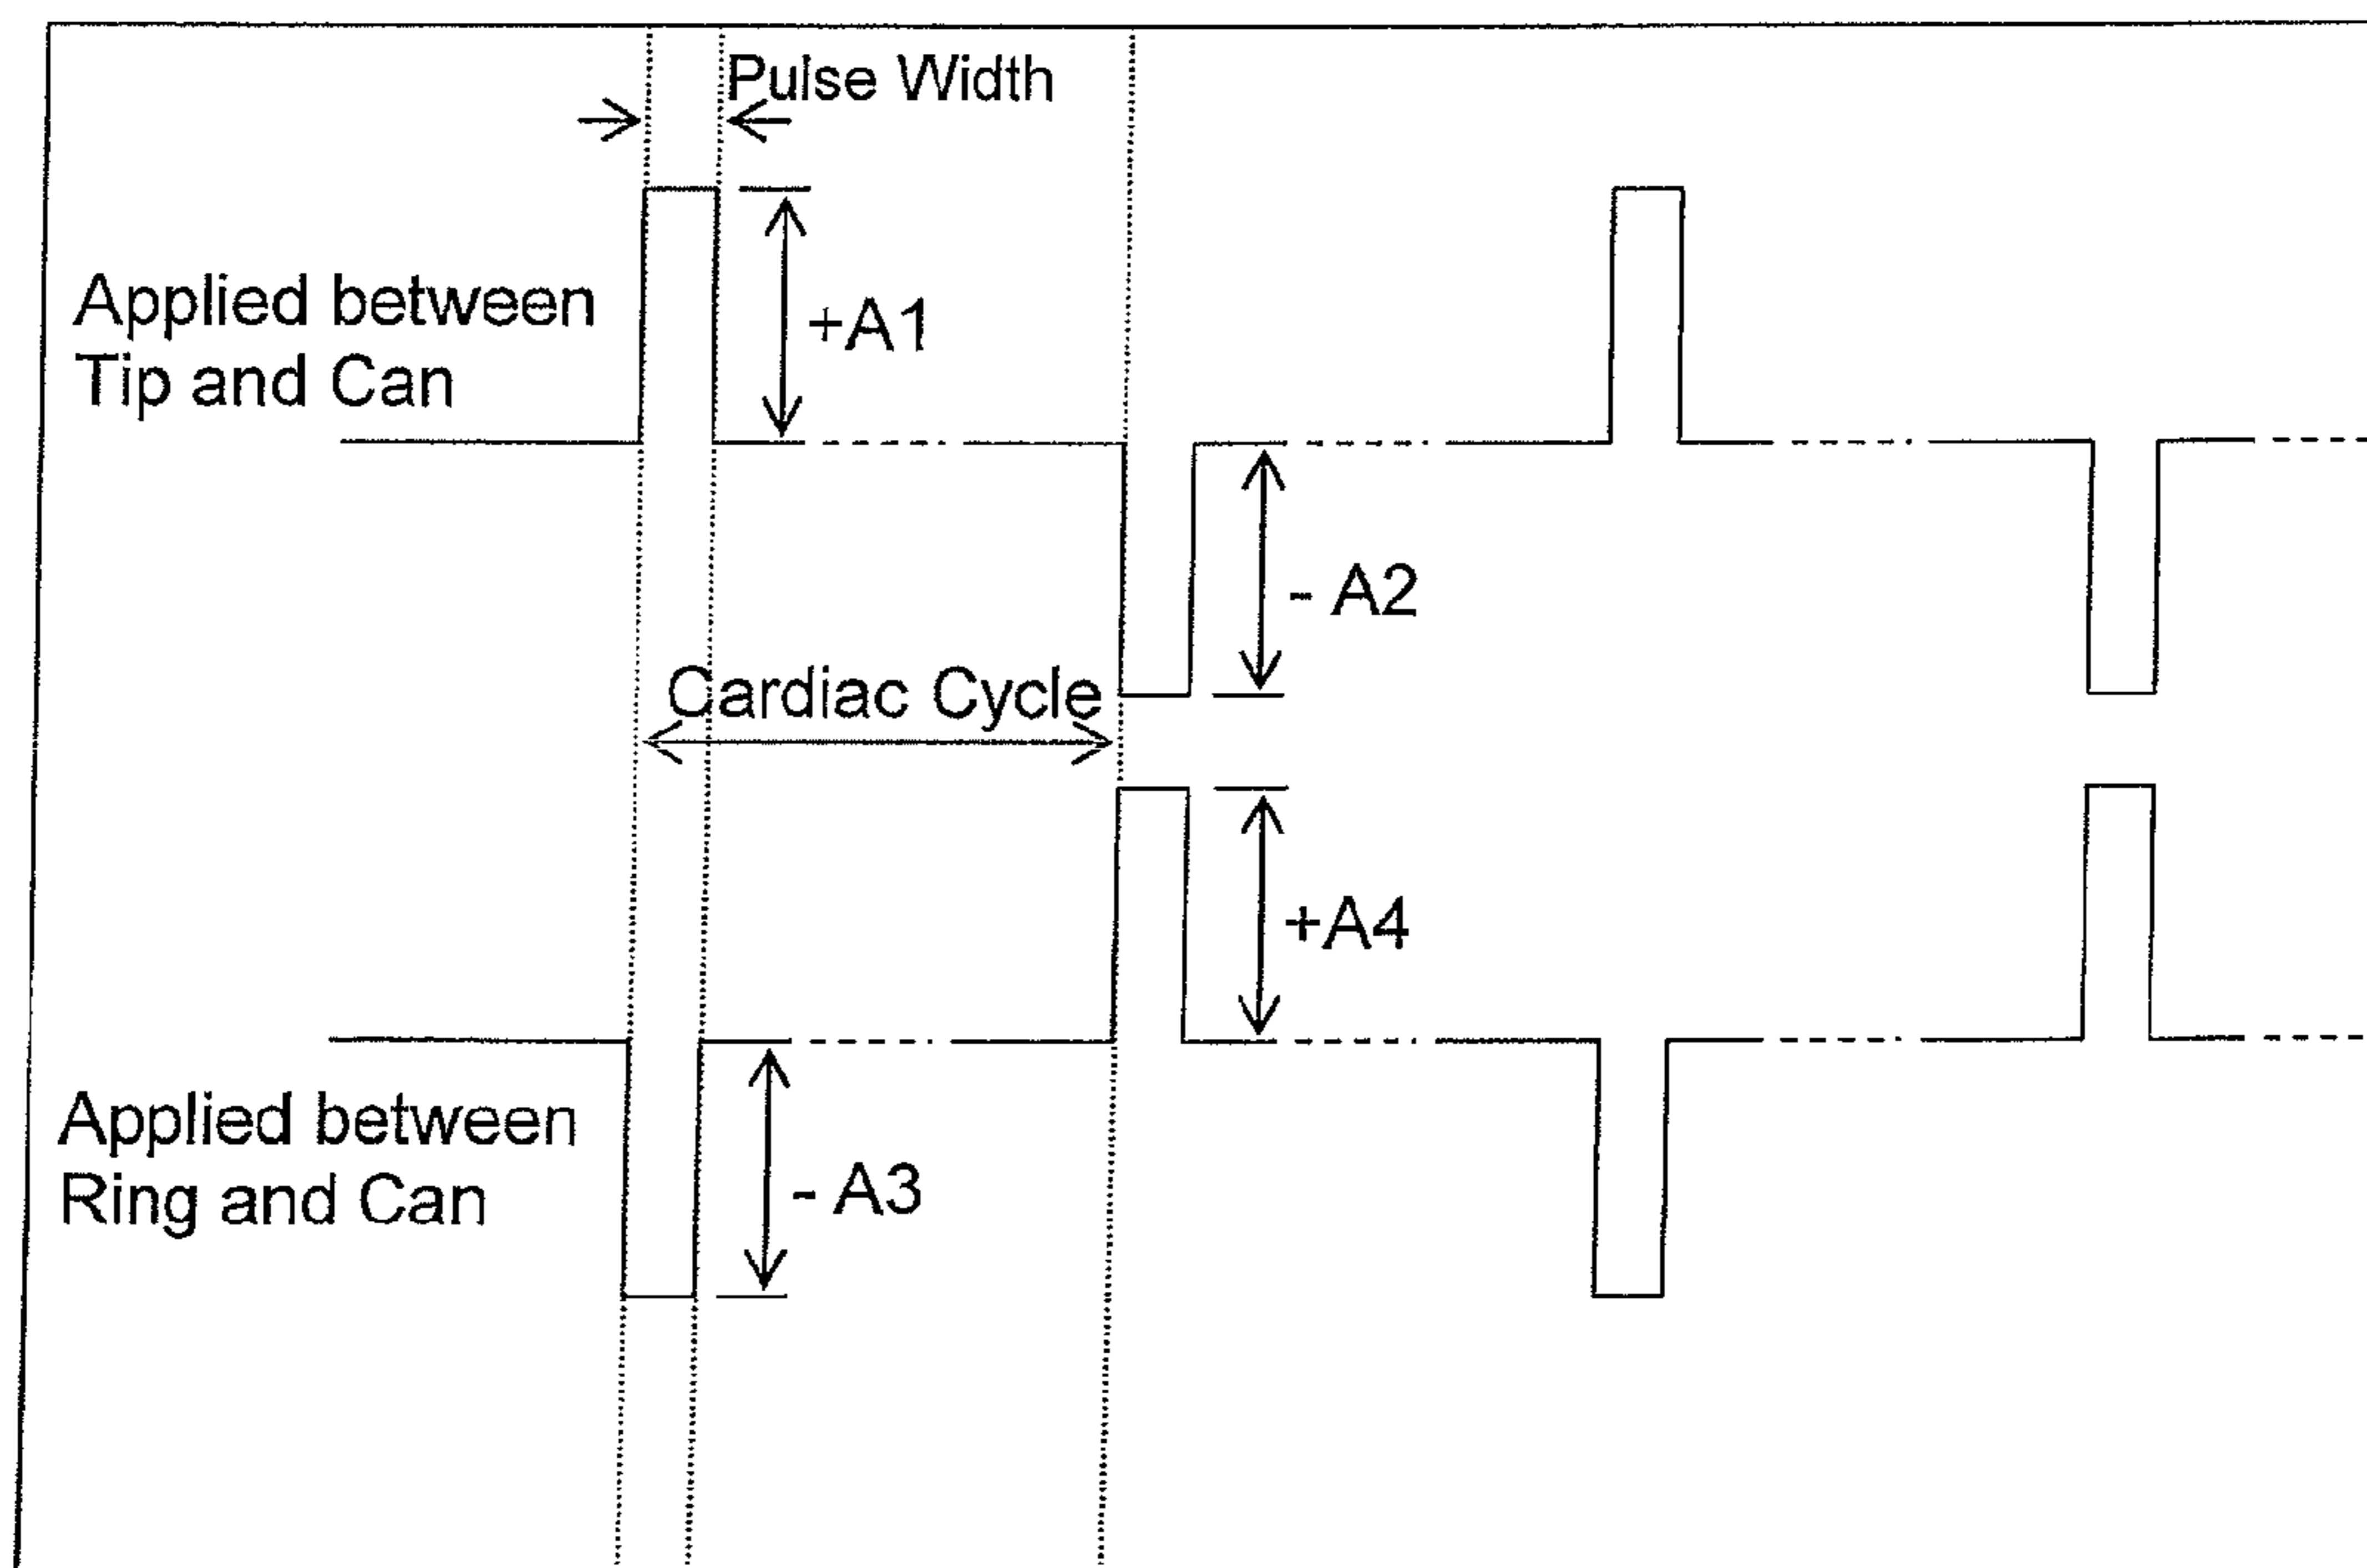 Pulse Width
Applied between
Tip and Can
+A1
- A2
Cardiac Cycle
+A4
Applied between
Ring and Can
- A3